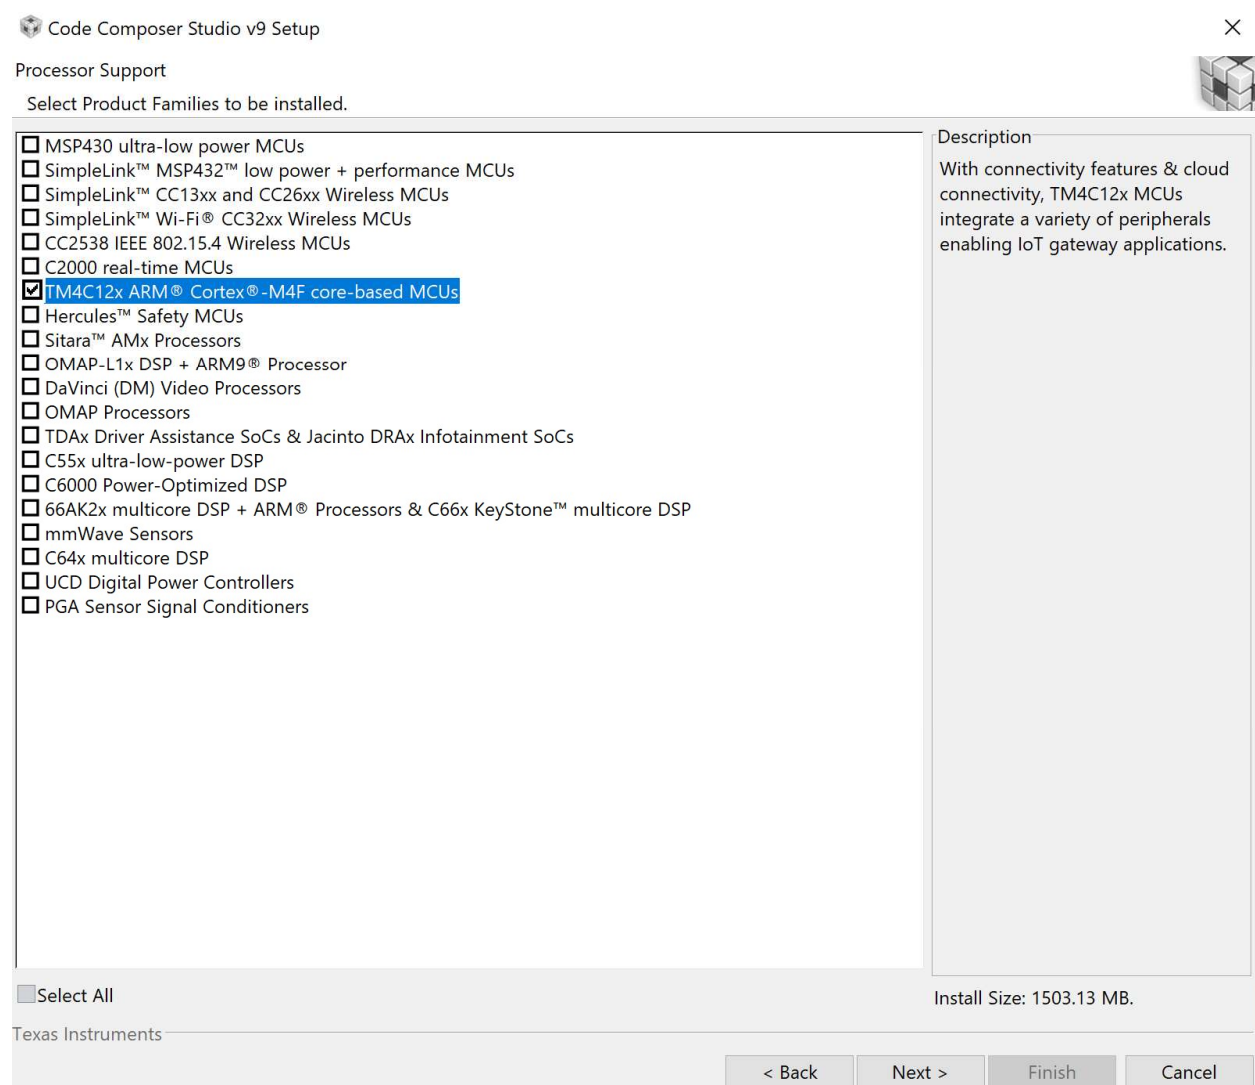 Code Composer Studio v9 Setup
Processor Support
Select Product Families to be installed.
MSP430 ultra-low power MCUs
SimpleLink™ MSP432™ low power + performance MCUs
SimpleLink™ CC13xx and CC26xx Wireless MCUs
SimpleLink™ Wi-Fi® CC32xx Wireless MCUs
CC2538 IEEE 802.15.4 Wireless MCUs
C2000 real-time MCUs
TM4C12x ARM® Cortex®-M4F core-based MCUs
Hercules™ Safety MCUs
Sitara™ AMx Processors
OMAP-L1x DSP + ARM9® Processor
DaVinci (DM) Video Processors
OMAP Processors
TDAx Driver Assistance SoCs & Jacinto DRAx Infotainment SoCs
C55x ultra-low-power DSP
C6000 Power-Optimized DSP
66AK2x multicore DSP + ARM® Processors & C66x KeyStone™ multicore DSP
mmWave Sensors
C64x multicore DSP
UCD Digital Power Controllers
PGA Sensor Signal Conditioners
Description
With connectivity features & cloud
connectivity, TM4C12x MCUs
integrate a variety of peripherals
enabling IoT gateway applications.
Select All
Install Size: 1503.13 MB.
Texas Instruments
< Back
Next >
Finish
Cancel